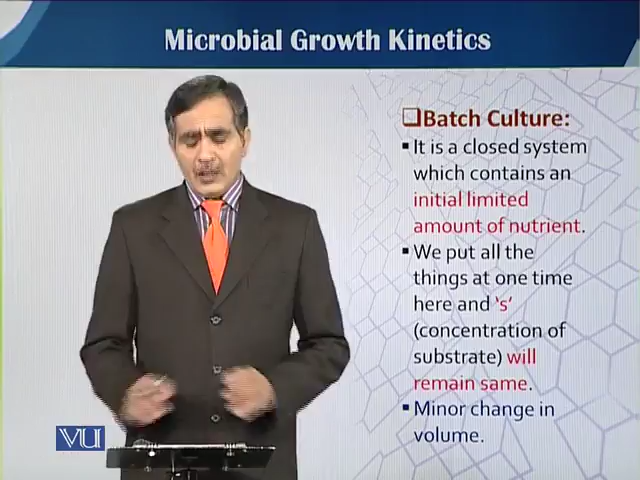 Microbial Growth Kinetics
❑Batch Culture:
▪ It is a closed system
which contains an
initial limited
amount of nutrient.
▪ We put all the
things at one time
here and 's'
(concentration of
substrate) will
remain same.
▪ Minor change in
volume.
VU